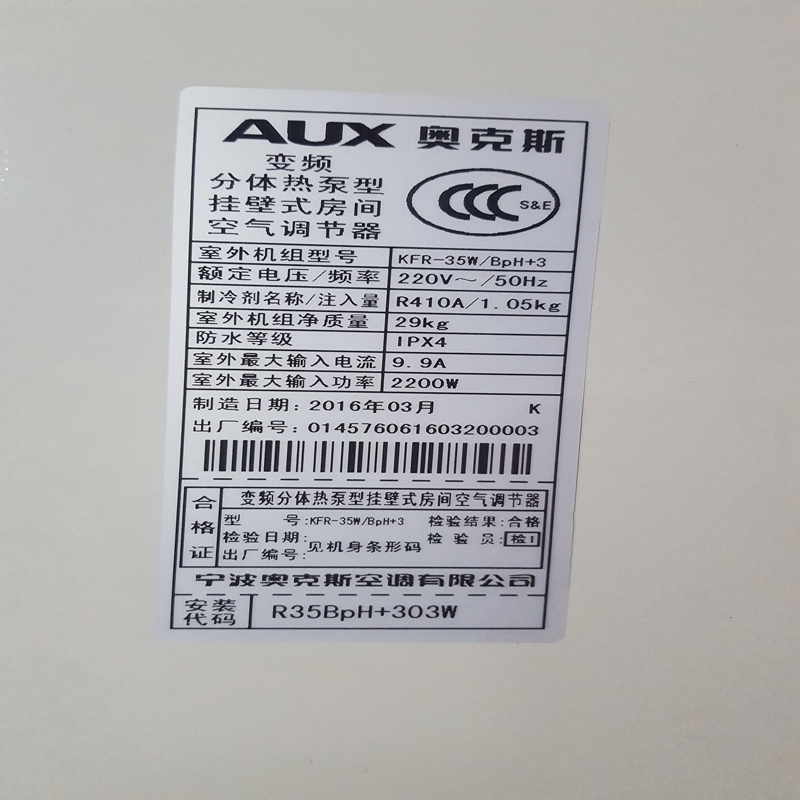 AUX 奥克斯
变频
分体热泵型
挂壁式房间
空气调节器
CCC S&E
室外机组型号 KFR-35W/BpH+3
额定电压/频率 220V~/50Hz
制冷剂名称/注入量 R410A/1.05kg
室外机组净质量 29kg
防水等级 IPX4
室外最大输入电流 9.9A
室外最大输入功率 2200W
制造日期: 2016年03月 K
出厂编号: 014576061603200003
合格证
变频分体热泵型挂壁式房间空气调节器
型 号:KFR-35W/BpH+3 检验结果:合格
检验日期: 见机身条形码 检 验 员: 检1
出厂编号:
宁波奥克斯空调有限公司
安装代码 R35BpH+303W